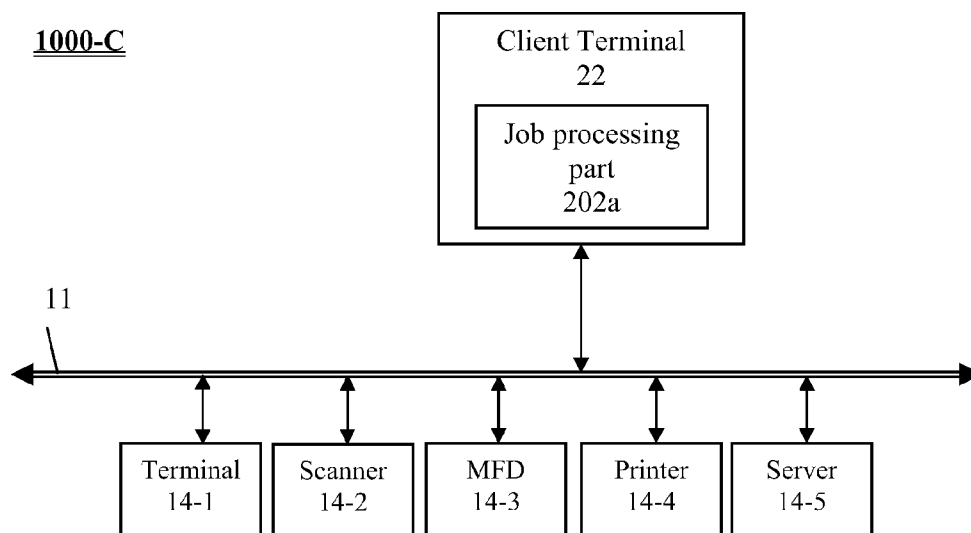 1000-C
Client Terminal
22
Job processing
part
202a
11
Terminal
14-1
Scanner
14-2
MFD
14-3
Printer
14-4
Server
14-5